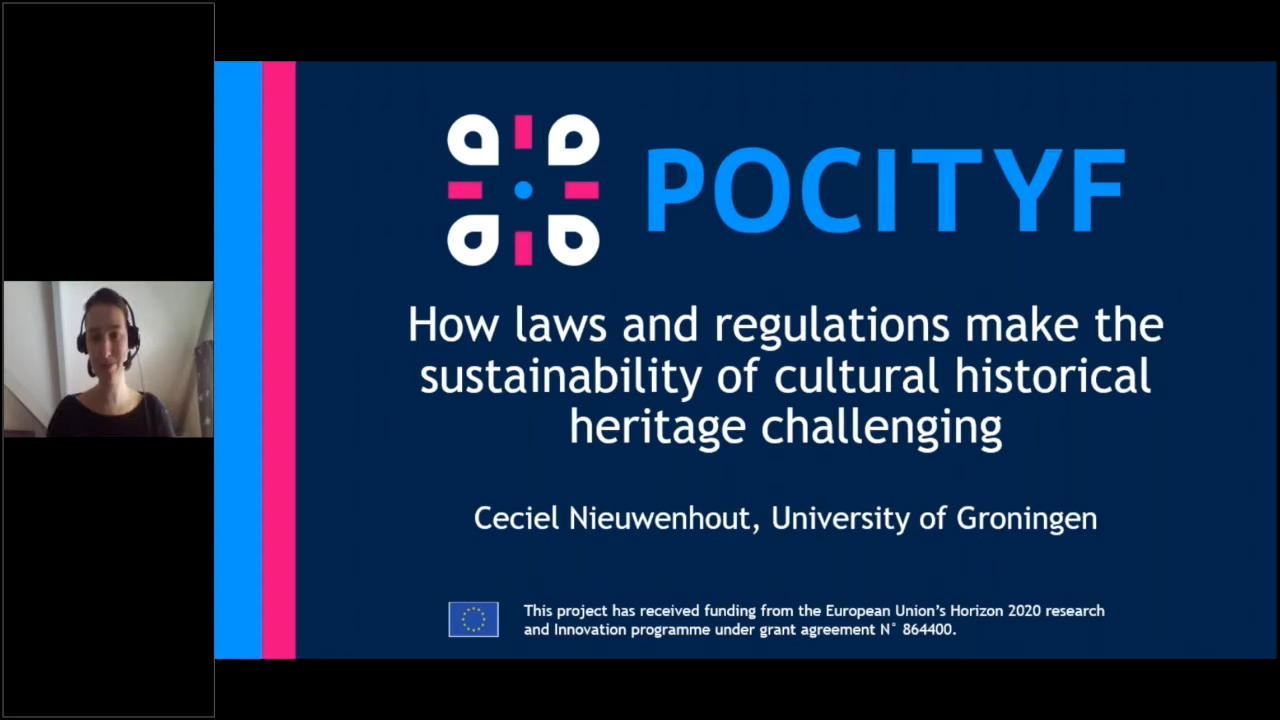 POCITYF
How laws and regulations make the
sustainability of cultural historical
heritage challenging
Ceciel Nieuwenhout, University of Groningen
This project has received funding from the European Union’s Horizon 2020 research
and Innovation programme under grant agreement N° 864400.